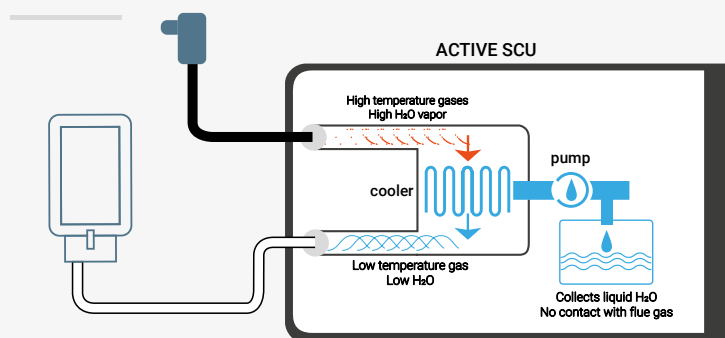 ACTIVE SCU
High temperature gases
High H₂O vapor
pump
cooler
Low temperature gas
Low H₂O
Collects liquid H₂O
No contact with flue gas